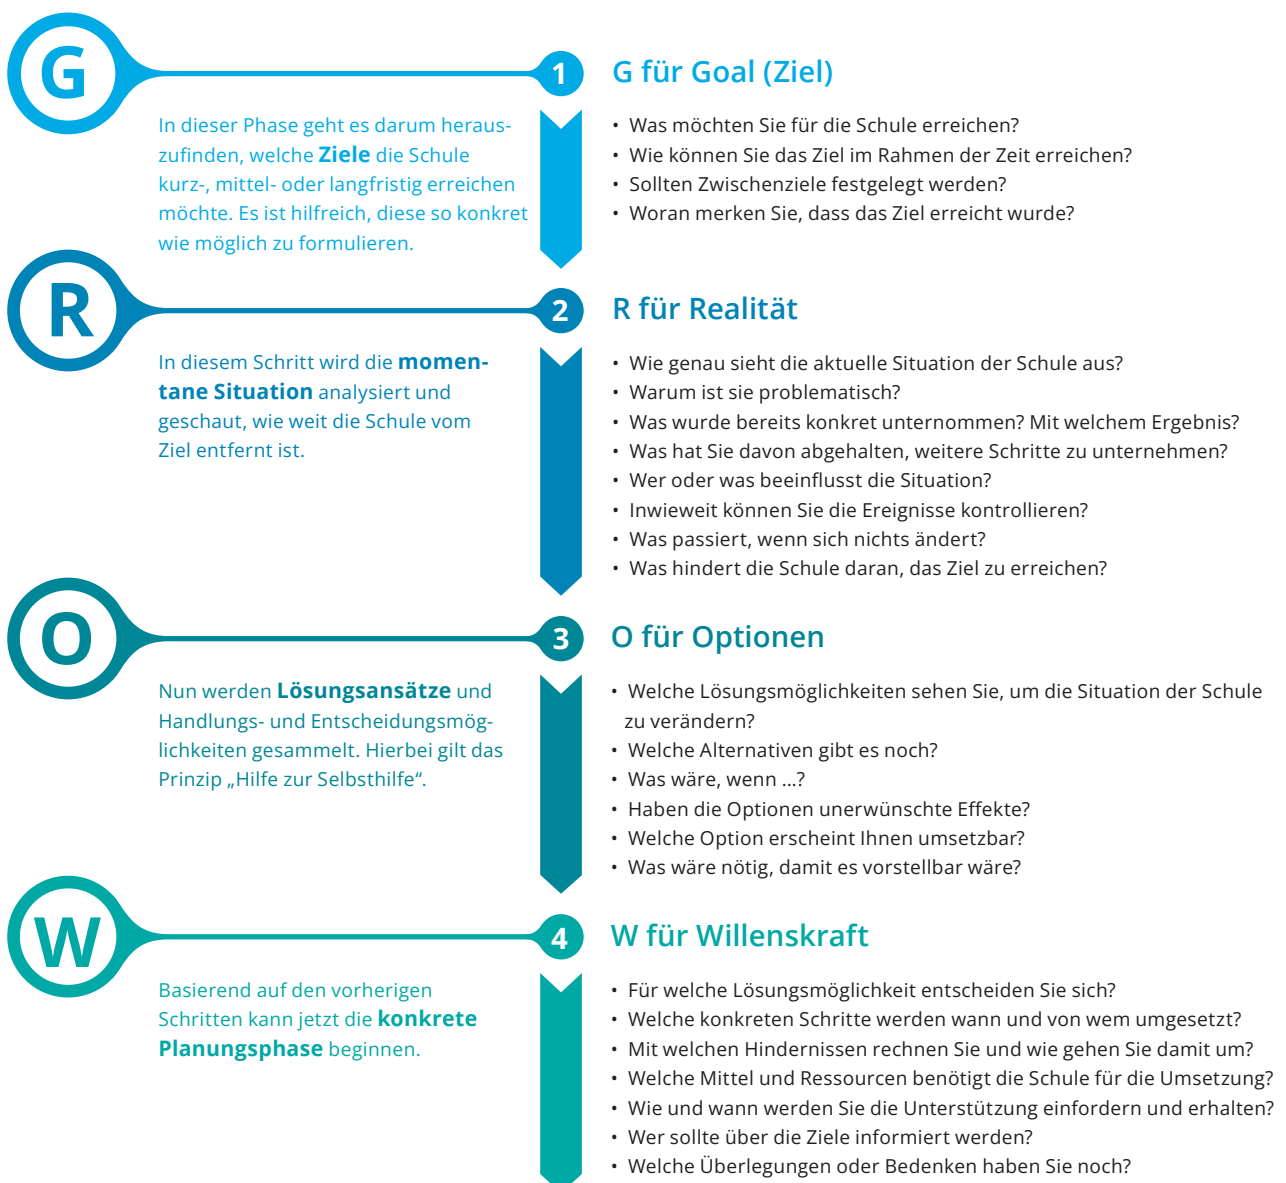 G
1
G für Goal (Ziel)
In dieser Phase geht es darum heraus-
zufinden, welche Ziele die Schule
kurz-, mittel- oder langfristig erreichen
möchte. Es ist hilfreich, diese so konkret
wie möglich zu formulieren.
• Was möchten Sie für die Schule erreichen?
• Wie können Sie das Ziel im Rahmen der Zeit erreichen?
• Sollten Zwischenziele festgelegt werden?
• Woran merken Sie, dass das Ziel erreicht wurde?
R
2
R für Realität
In diesem Schritt wird die momen-
tane Situation analysiert und
geschaut, wie weit die Schule vom
Ziel entfernt ist.
• Wie genau sieht die aktuelle Situation der Schule aus?
• Warum ist sie problematisch?
• Was wurde bereits konkret unternommen? Mit welchem Ergebnis?
• Was hat Sie davon abgehalten, weitere Schritte zu unternehmen?
• Wer oder was beeinflusst die Situation?
• Inwieweit können Sie die Ereignisse kontrollieren?
• Was passiert, wenn sich nichts ändert?
• Was hindert die Schule daran, das Ziel zu erreichen?
O
3
O für Optionen
Nun werden Lösungsansätze und
Handlungs- und Entscheidungsmög-
lichkeiten gesammelt. Hierbei gilt das
Prinzip „Hilfe zur Selbsthilfe“.
• Welche Lösungsmöglichkeiten sehen Sie, um die Situation der Schule
zu verändern?
• Welche Alternativen gibt es noch?
• Was wäre, wenn ...?
• Haben die Optionen unerwünschte Effekte?
• Welche Option erscheint Ihnen umsetzbar?
• Was wäre nötig, damit es vorstellbar wäre?
W
4
W für Willenskraft
Basierend auf den vorherigen
Schritten kann jetzt die konkrete
Planungsphase beginnen.
• Für welche Lösungsmöglichkeit entscheiden Sie sich?
• Welche konkreten Schritte werden wann und von wem umgesetzt?
• Mit welchen Hindernissen rechnen Sie und wie gehen Sie damit um?
• Welche Mittel und Ressourcen benötigt die Schule für die Umsetzung?
• Wie und wann werden Sie die Unterstützung einfordern und erhalten?
• Wer sollte über die Ziele informiert werden?
• Welche Überlegungen oder Bedenken haben Sie noch?